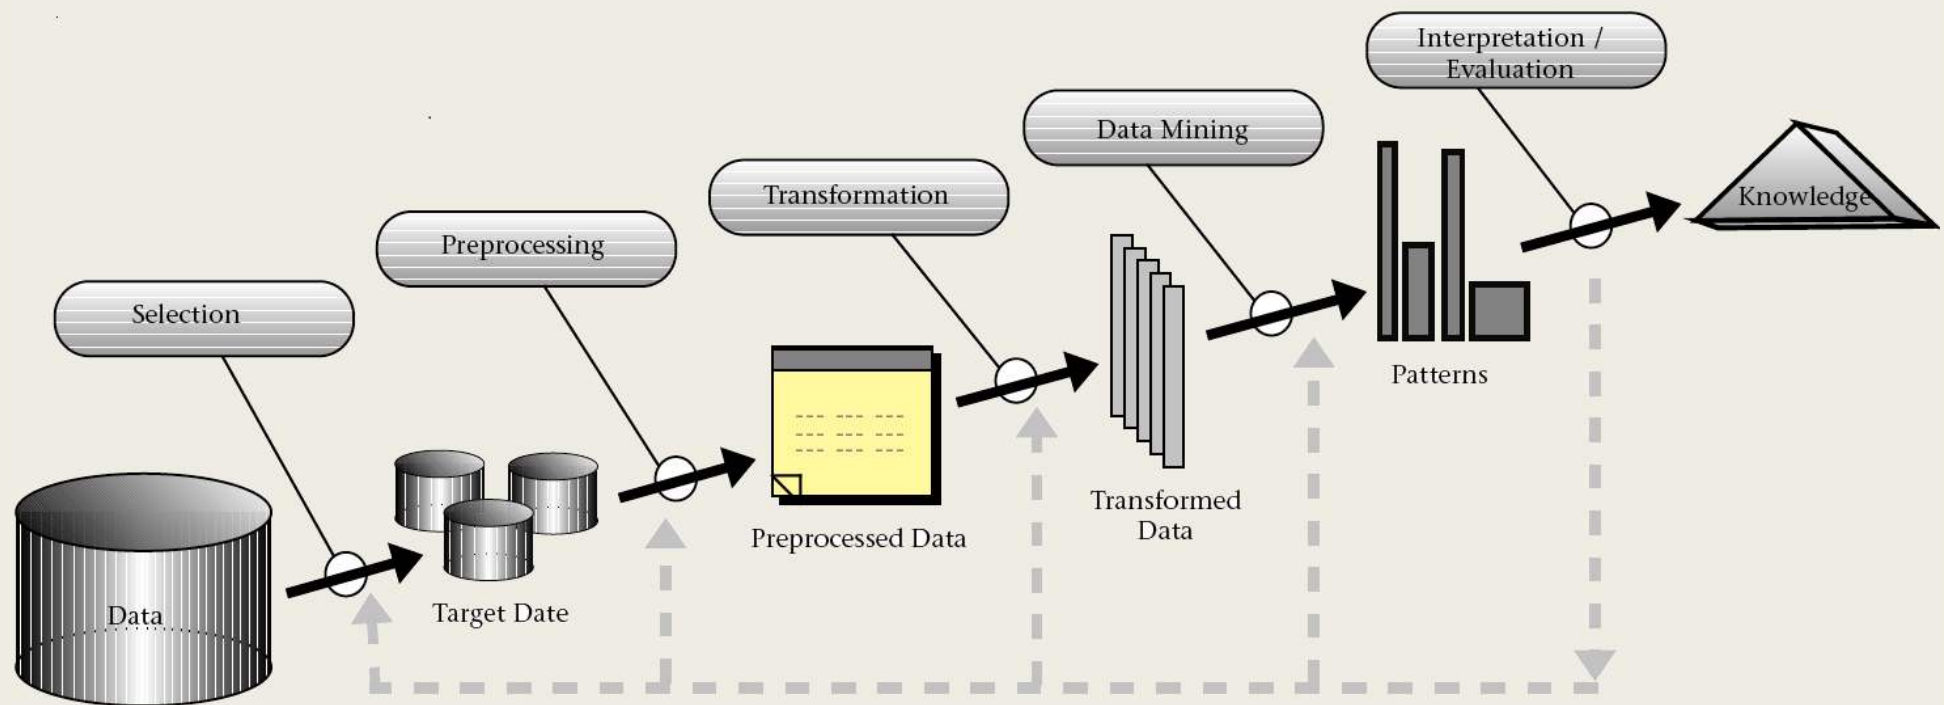 Interpretation /
Evaluation
Data Mining
Transformation
Preprocessing
Selection
Knowledge
Patterns
Transformed
Data
Preprocessed Data
Target Date
Data